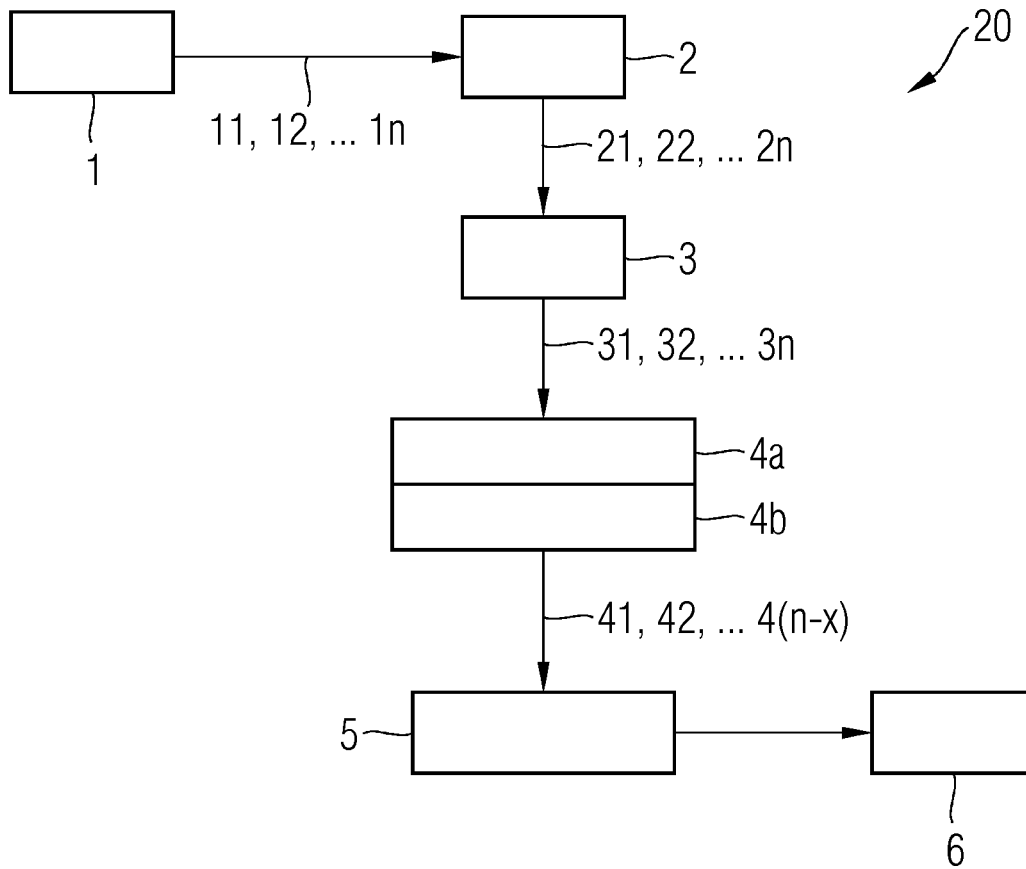 20
2
11, 12, ... 1n
1
21, 22, ... 2n
3
31, 32, ... 3n
4a
4b
41, 42, ... 4(n-x)
5
6